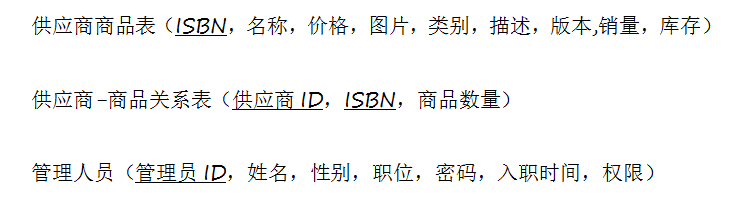 供应商商品表（ISBN，名称，价格，图片，类别，描述，版本,销量，库存）
供应商-商品关系表（供应商ID，ISBN，商品数量）
管理人员（管理员ID，姓名，性别，职位，密码，入职时间，权限）